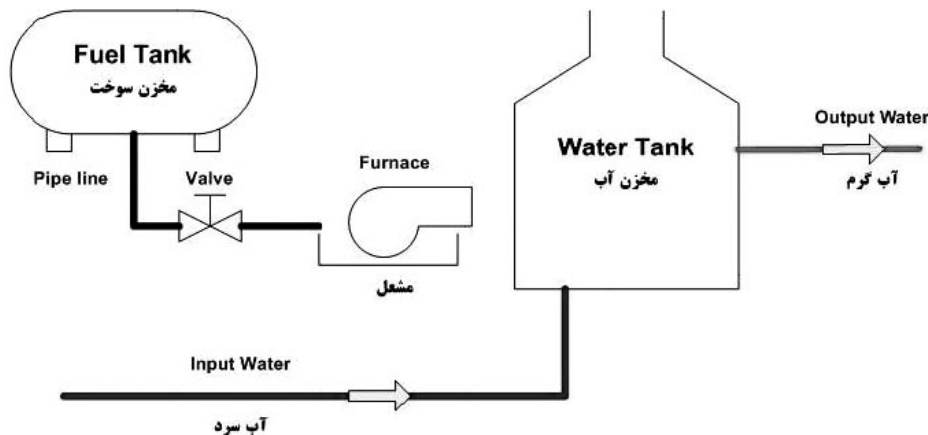 Fuel Tank
مخزن سوخت
Pipe line
Valve
Furnace
مشعل
Water Tank
مخزن آب
Output Water
آب گرم
Input Water
آب سرد